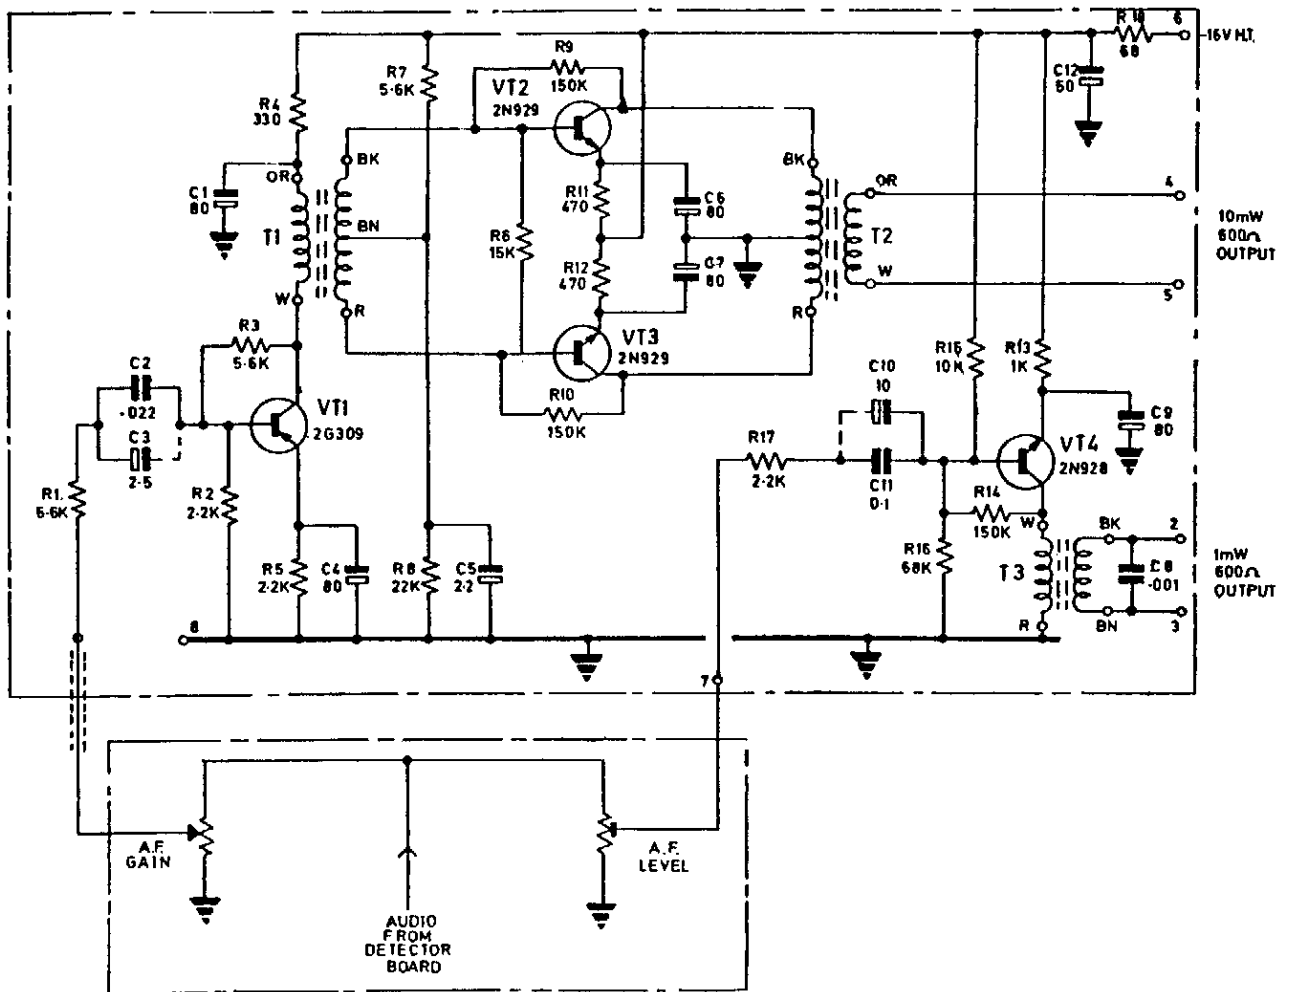 R 18
68
6
-16V H.T.
C12
50
R9
150K
R7
5·6K
VT2
2N929
R4
330
BK
BK
OR
C1
80
OR
T1
BN
R11
470
C6
80
R6
15K
T2
4
10mW
600Ω
OUTPUT
R12
470
C7
80
W
W
5
R
R
R3
5·6K
VT3
2N929
R15
10K
R13
1K
C2
·022
C10
10
R10
150K
VT1
2G309
C3
2·5
C9
80
VT4
2N928
R17
2·2K
C11
0·1
R1.
5·6K
R2
2·2K
R14
150K
W
BK
2
R16
68K
T3
C8
·001
1mW
600Ω
OUTPUT
R5
2·2K
C4
80
R8
22K
C5
2·2
R
BN
3
8
7
A.F.
GAIN
A.F.
LEVEL
AUDIO
FROM
DETECTOR
BOARD